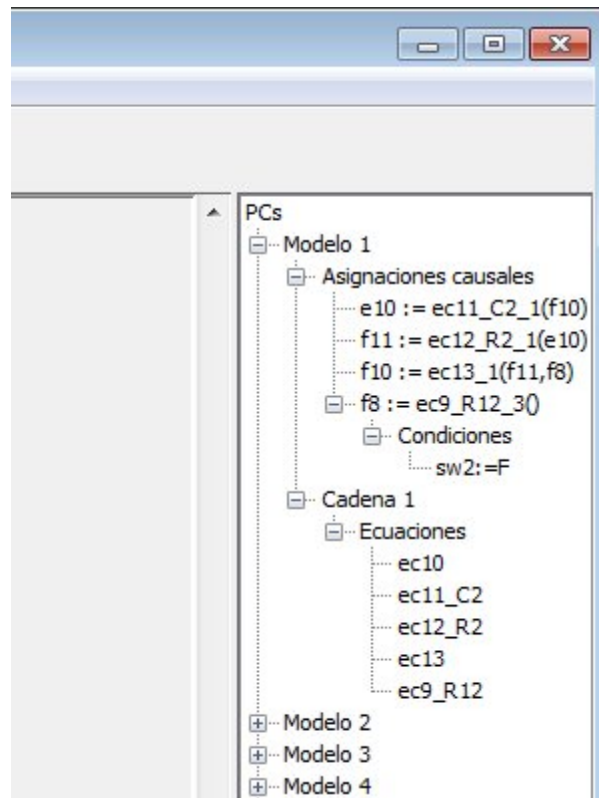 PCs
Modelo 1
Asignaciones causales
e10 := ec11_C2_1(f10)
f11 := ec12_R2_1(e10)
f10 := ec13_1(f11,f8)
f8 := ec9_R12_3()
Condiciones
sw2:=F
Cadena 1
Ecuaciones
ec10
ec11_C2
ec12_R2
ec13
ec9_R12
Modelo 2
Modelo 3
Modelo 4